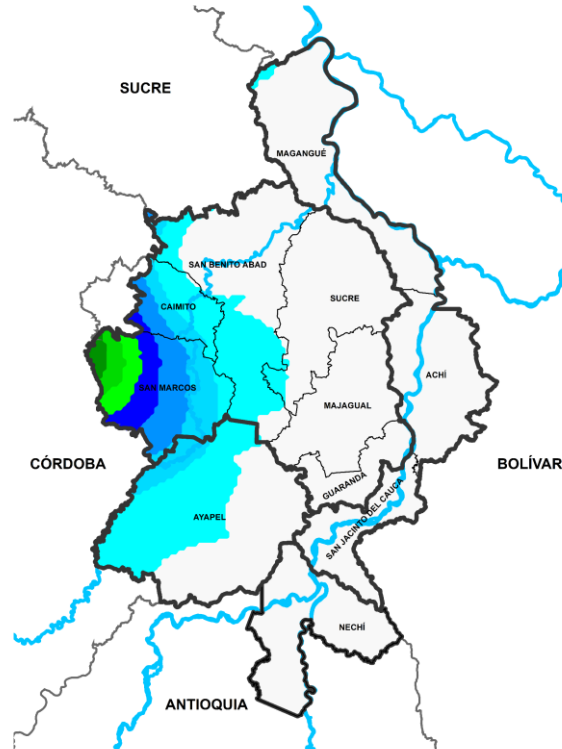 SUCRE
MAGANGUÉ
SAN BENITO ABAD
SUCRE
CAIMITO
ACHÍ
SAN MARCOS
MAJAGUAL
CÓRDOBA
BOLÍVAR
GUARANDA
AYAPEL
SAN JACINTO DEL CAUCA
NECHÍ
ANTIOQUIA